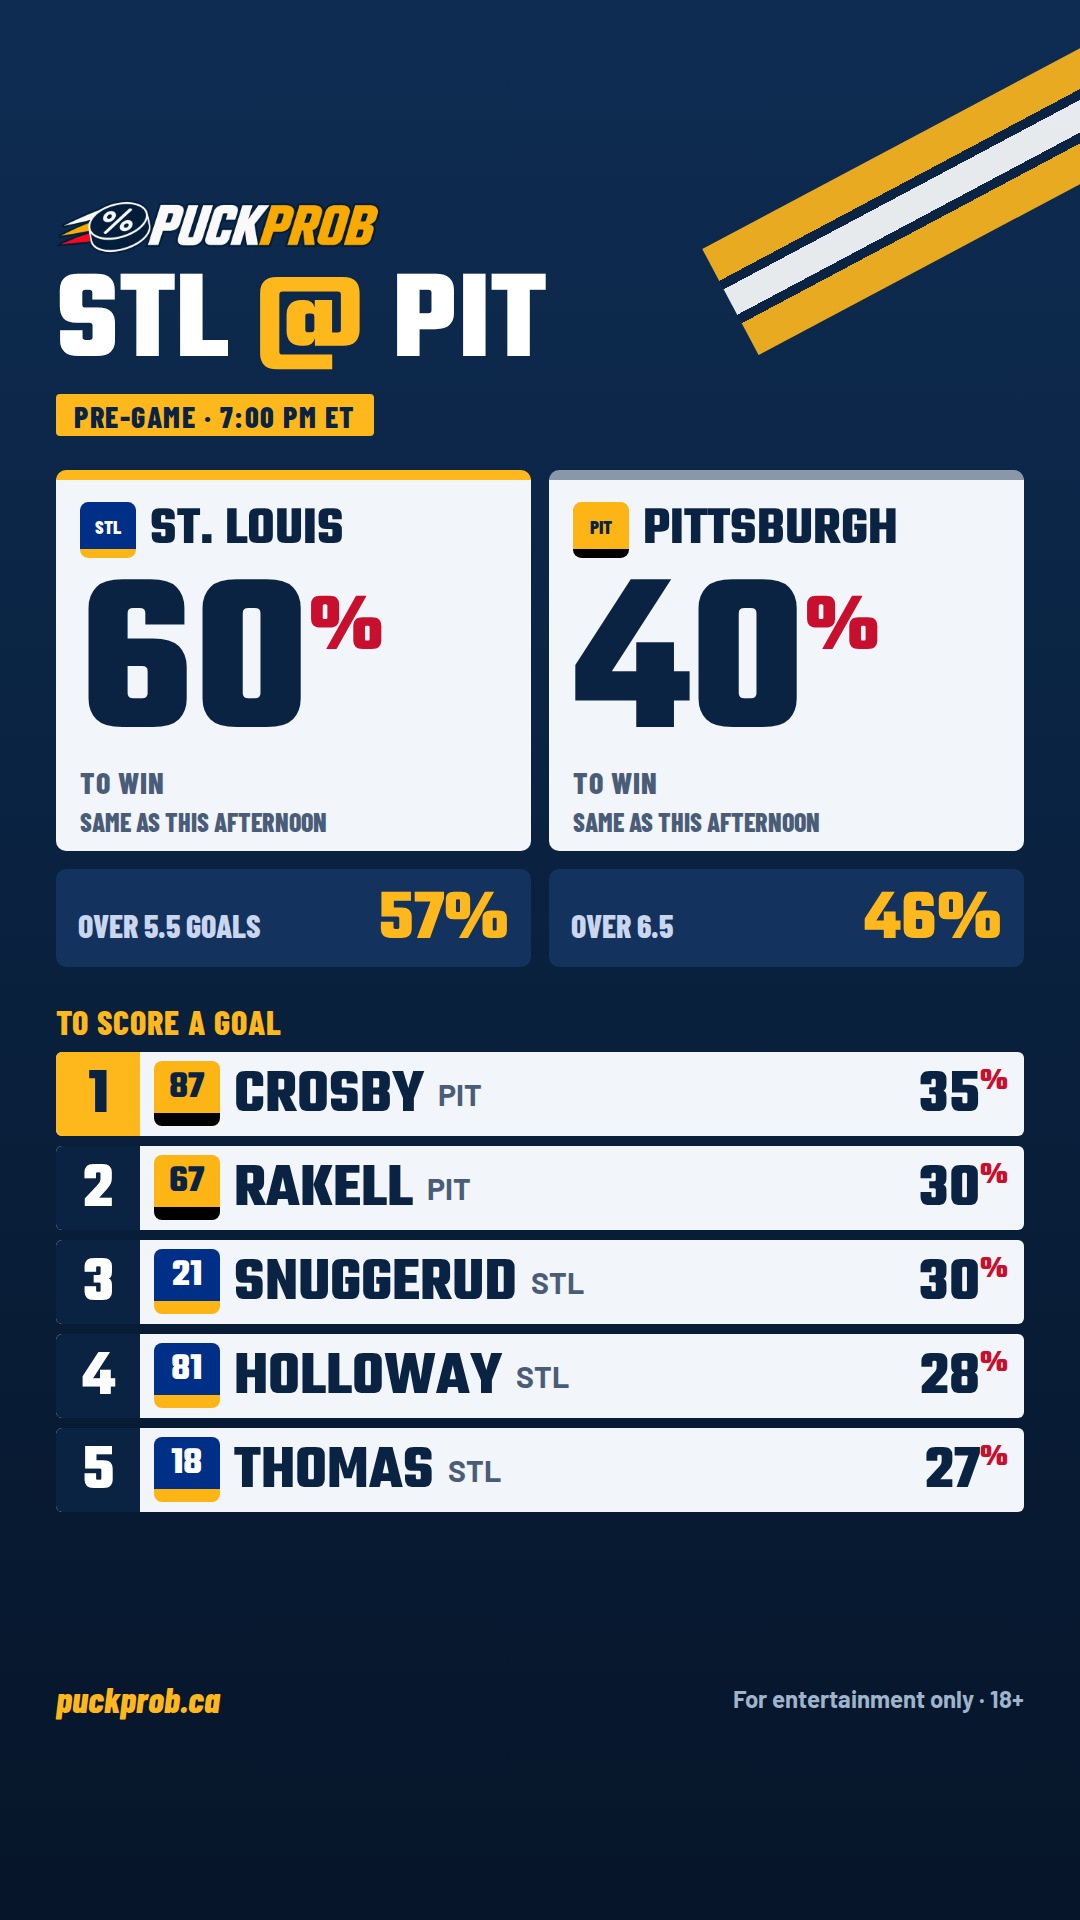 % PUCKPROB
STL @ PIT
PRE-GAME · 7:00 PM ET
STL ST. LOUIS
60%
TO WIN
SAME AS THIS AFTERNOON
PIT PITTSBURGH
40%
TO WIN
SAME AS THIS AFTERNOON
OVER 5.5 GOALS 57%
OVER 6.5 46%
TO SCORE A GOAL
1 87 CROSBY PIT 35%
2 67 RAKELL PIT 30%
3 21 SNUGGERUD STL 30%
4 81 HOLLOWAY STL 28%
5 18 THOMAS STL 27%
puckprob.ca
For entertainment only · 18+